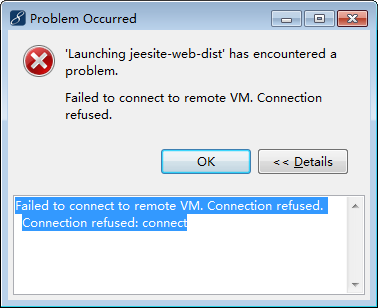 Problem Occurred
'Launching jeesite-web-dist' has encountered a
problem.
Failed to connect to remote VM. Connection
refused.
OK
<< Details
Failed to connect to remote VM. Connection refused.
Connection refused: connect